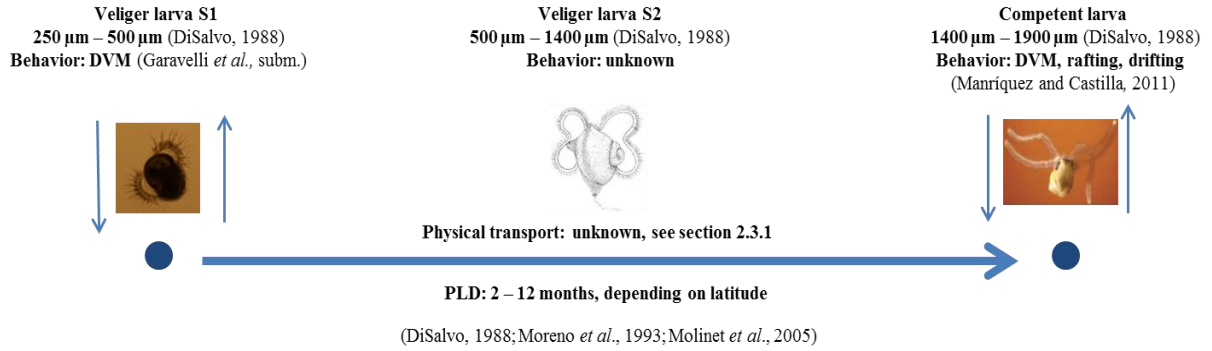 Veliger larva S1
250 µm – 500 µm (DiSalvo, 1988)
Behavior: DVM (Garavelli et al., subm.)
Veliger larva S2
500 µm – 1400 µm (DiSalvo, 1988)
Behavior: unknown
Competent larva
1400 µm – 1900 µm (DiSalvo, 1988)
Behavior: DVM, rafting, drifting
(Manríquez and Castilla, 2011)
Physical transport: unknown, see section 2.3.1
PLD: 2 – 12 months, depending on latitude
(DiSalvo, 1988; Moreno et al., 1993; Molinet et al., 2005)